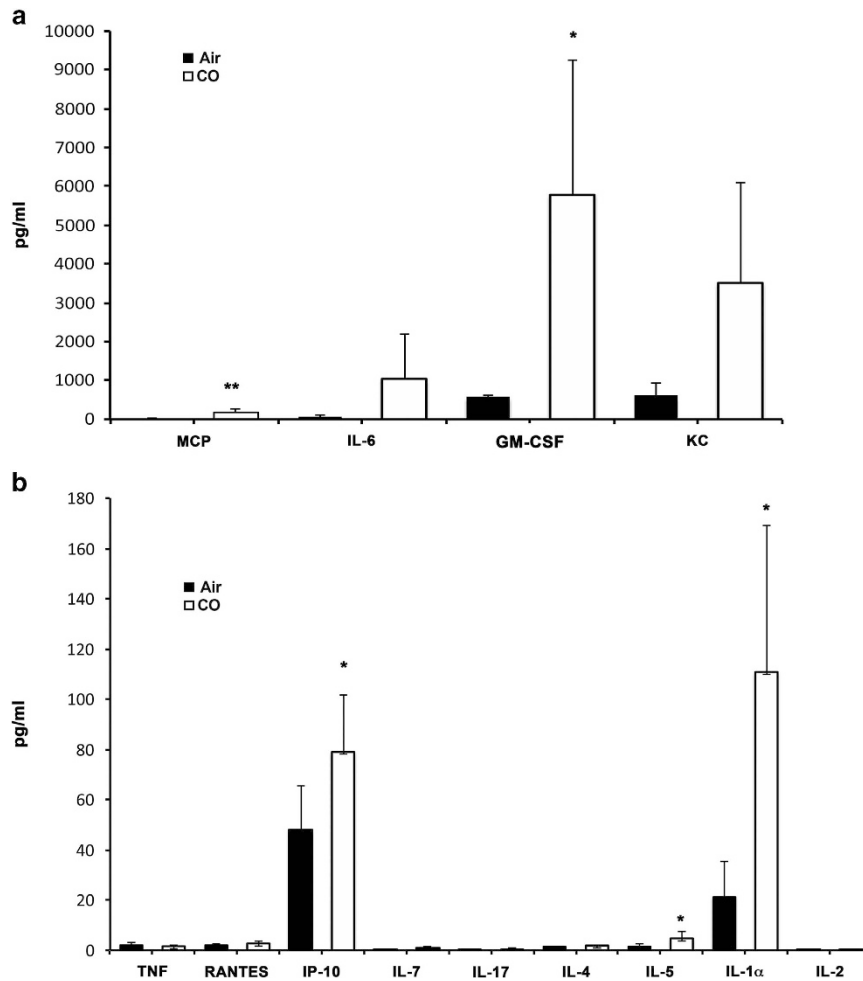 a
10000
9000
8000
7000
6000
5000
4000
3000
2000
1000
0
pg/ml
Air
CO
**
*
MCP IL-6 GM-CSF KC
b
180
160
140
120
100
80
60
40
20
0
pg/ml
Air
CO
*
*
*
TNF RANTES IP-10 IL-7 IL-17 IL-4 IL-5 IL-1α IL-2